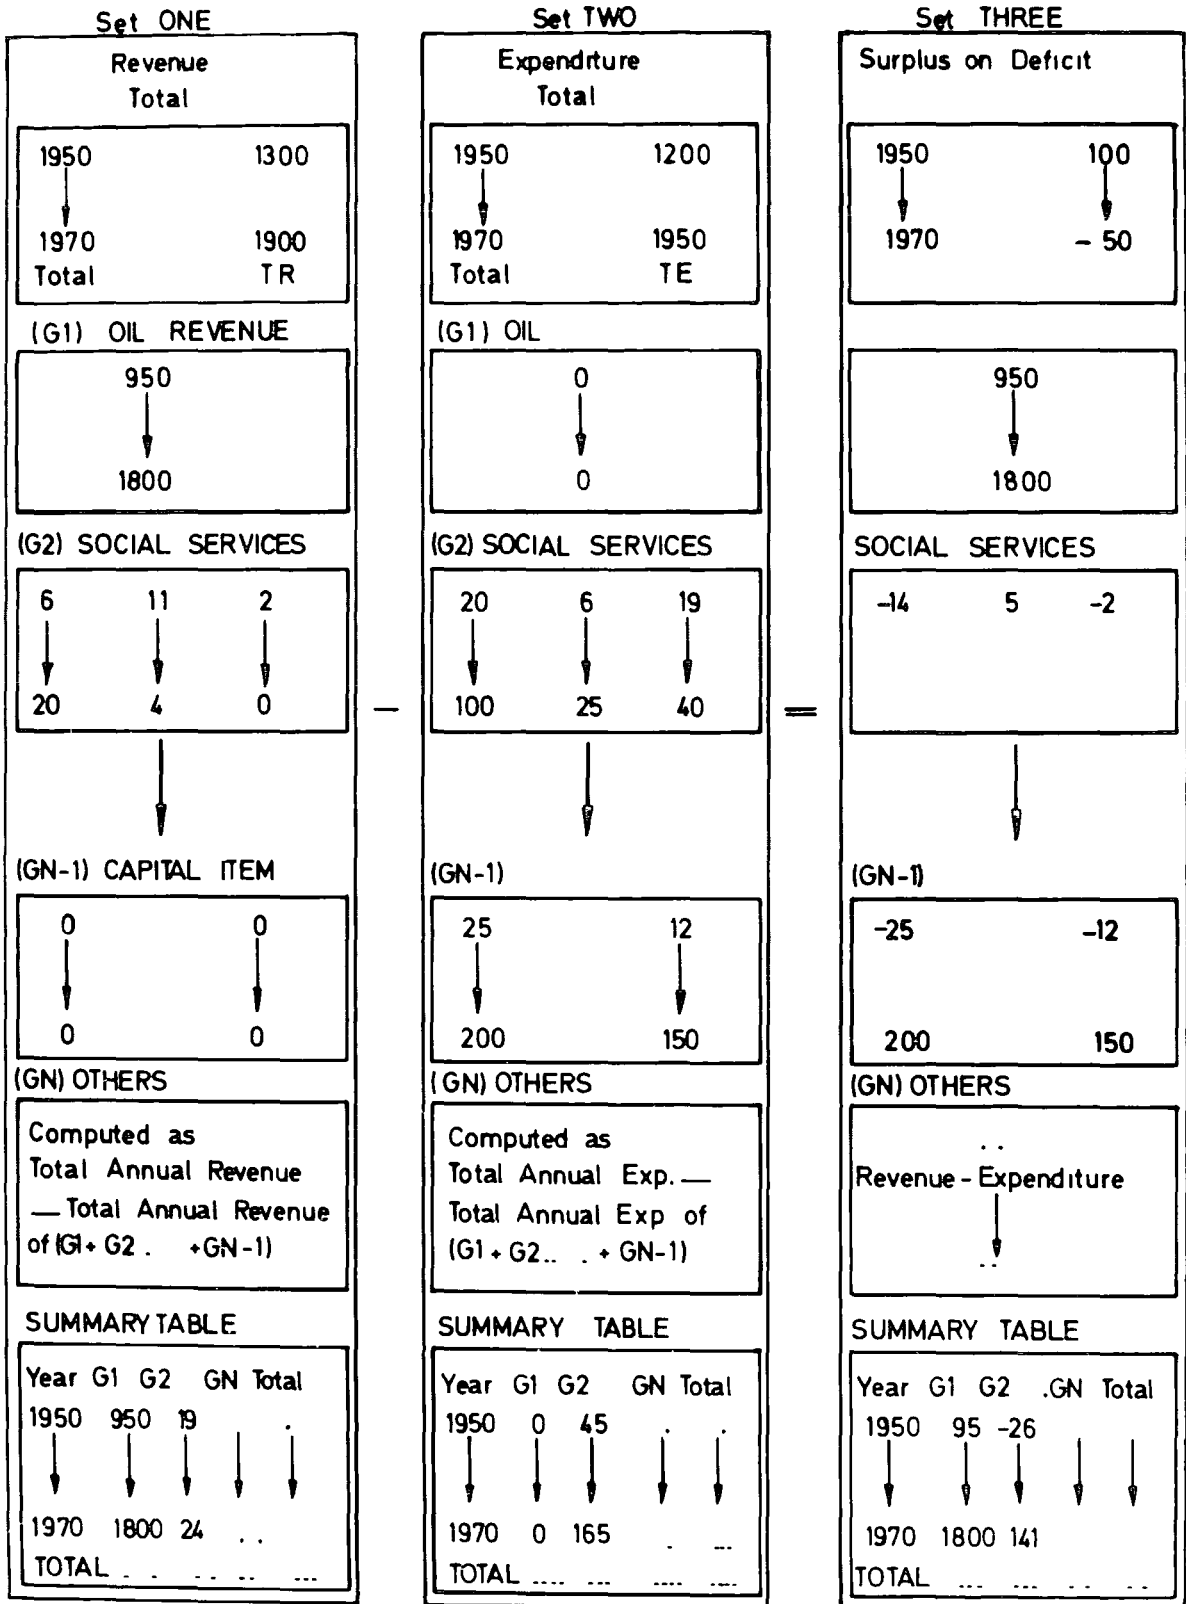 Set ONE
Revenue
Total
1950 1300
1970 1900
Total TR
(G1) OIL REVENUE
950
1800
(G2) SOCIAL SERVICES
6 11 2
20 4 0
(GN-1) CAPITAL ITEM
0 0
0 0
(GN) OTHERS
Computed as
Total Annual Revenue
— Total Annual Revenue
of (G1+ G2 . +GN-1)
SUMMARY TABLE
Year G1 G2 GN Total
1950 950 19 .
1970 1800 24 . .
TOTAL . . .. .. ...
—
Set TWO
Expenditure
Total
1950 1200
1970 1950
Total TE
(G1) OIL
0
0
(G2) SOCIAL SERVICES
20 6 19
100 25 40
(GN-1)
25 12
200 150
(GN) OTHERS
Computed as
Total Annual Exp. —
Total Annual Exp of
(G1 + G2.. . + GN-1)
SUMMARY TABLE
Year G1 G2 GN Total
1950 0 45 . .
1970 0 165 . ...
TOTAL .... ... .... ....
=
Set THREE
Surplus on Deficit
1950 100
1970 - 50
950
1800
SOCIAL SERVICES
-14 5 -2
(GN-1)
-25 -12
200 150
(GN) OTHERS
. .
Revenue - Expenditure
. .
SUMMARY TABLE
Year G1 G2 .GN Total
1950 95 -26
1970 1800 141
TOTAL ... ... . . . .